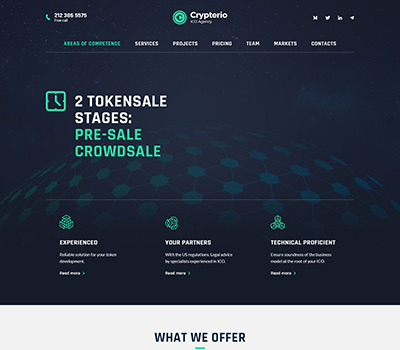 212 386 5575
Free call
Crypterio
ICO Agency
AREAS OF COMPETENCE SERVICES PROJECTS PRICING TEAM MARKETS CONTACTS
2 TOKENSALE
STAGES:
PRE-SALE
CROWDSALE
EXPERIENCED
Reliable solution for your token
development.
Read more
YOUR PARTNERS
With the US regulations. Legal advice
by specialists experienced in ICO.
Read more
TECHNICAL PROFICIENT
Ensure soundness of the business
model at the root of your ICO.
Read more
WHAT WE OFFER